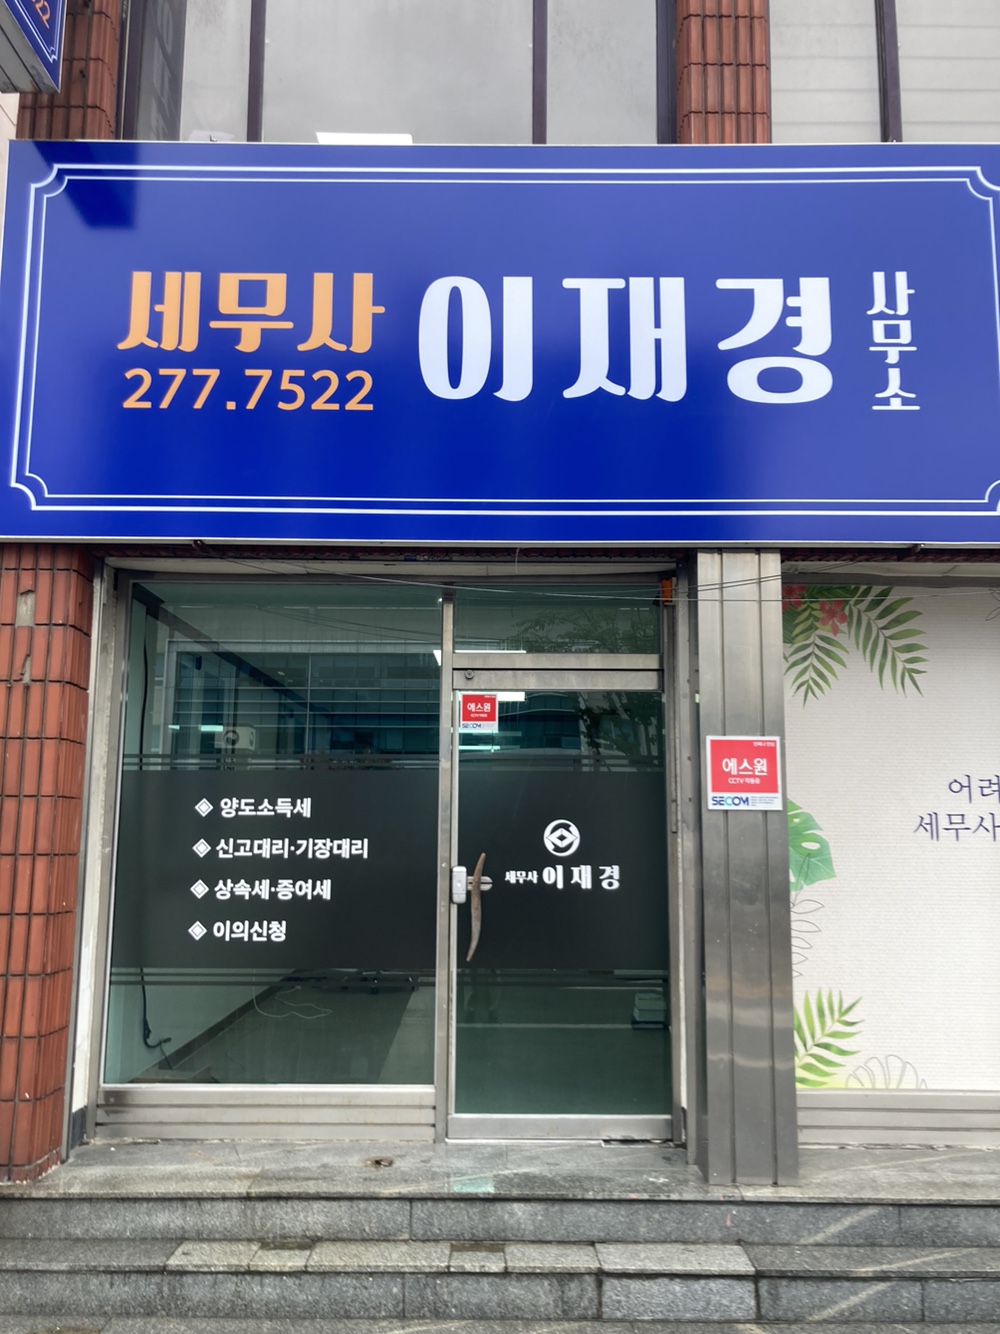 세무사 이재경 사무소
277.7522
에스원
SECOM
◈ 양도소득세
◈ 신고대리·기장대리
◈ 상속세·증여세
◈ 이의신청
세무사 이재경
에스원
CCTV 작동중
SECOM
어려
세무사